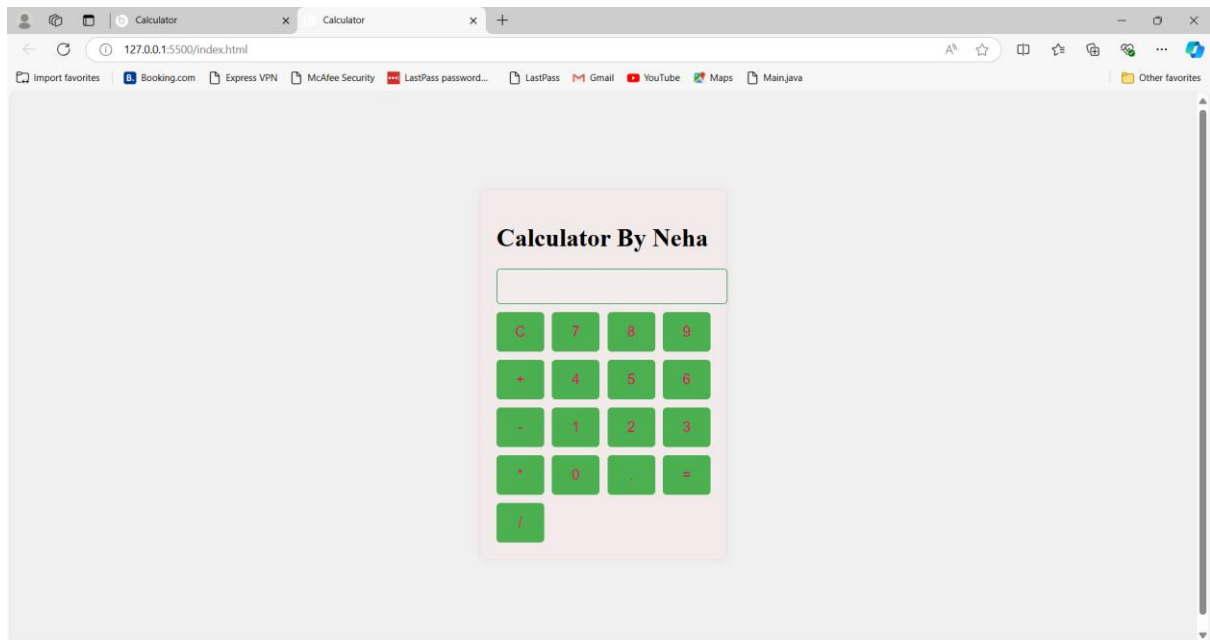 Calculator
Calculator
127.0.0.1:5500/index.html
Import favorites
B. Booking.com
Express VPN
McAfee Security
LastPass password...
LastPass
Gmail
YouTube
Maps
Main.java
Other favorites
Calculator By Neha
C 7 8 9
+ 4 5 6
- 1 2 3
* 0 . =
/